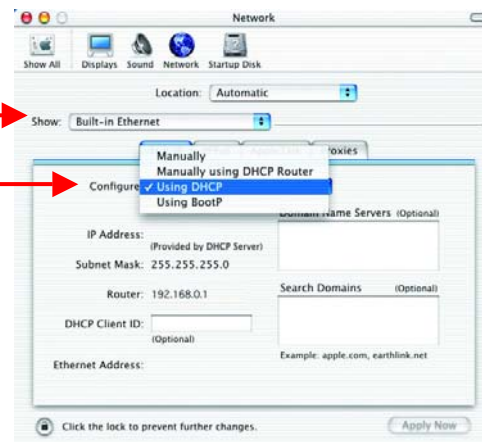 Network
Show All Displays Sound Network Startup Disk
Location: Automatic
Show: Built-in Ethernet
Proxies
Manually
Manually using DHCP Router
Configure ✓ Using DHCP
Using BootP
Domain Name Servers (Optional)
IP Address:
(Provided by DHCP Server)
Subnet Mask: 255.255.255.0
Router: 192.168.0.1
Search Domains (Optional)
DHCP Client ID:
(Optional)
Example: apple.com, earthlink.net
Ethernet Address:
Click the lock to prevent further changes.
Apply Now